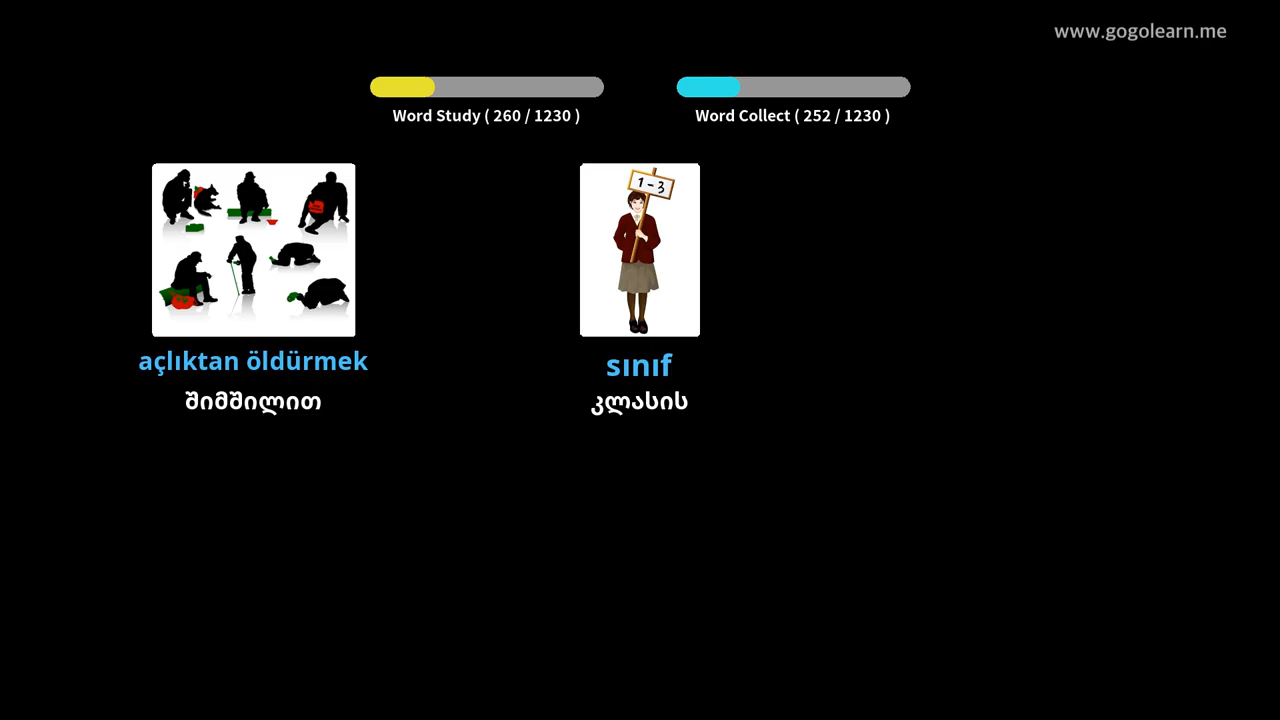 www.gogolearn.me
Word Study ( 260 / 1230 )
Word Collect ( 252 / 1230 )
1 - 3
açlıktan öldürmek
sınıf
შიმშილით
კლასის